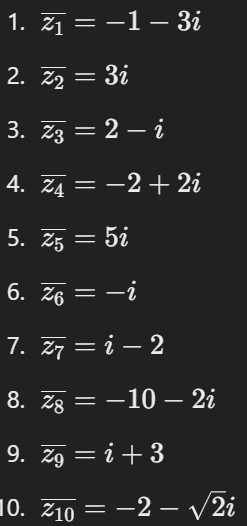 1. $\overline{z_1} = -1 - 3i$
2. $\overline{z_2} = 3i$
3. $\overline{z_3} = 2 - i$
4. $\overline{z_4} = -2 + 2i$
5. $\overline{z_5} = 5i$
6. $\overline{z_6} = -i$
7. $\overline{z_7} = i - 2$
8. $\overline{z_8} = -10 - 2i$
9. $\overline{z_9} = i + 3$
10. $\overline{z_{10}} = -2 - \sqrt{2}i$